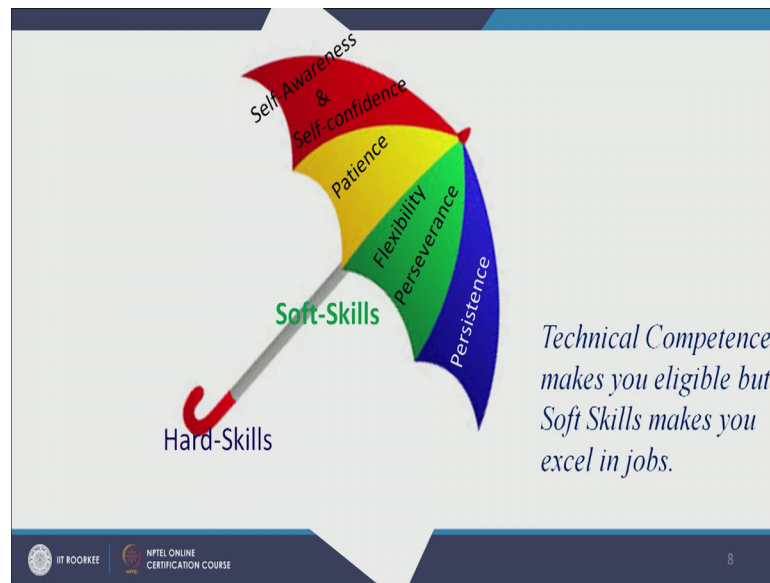 Self-Awareness
&
Self-confidence
Patience
Flexibility
Perseverance
Persistence
Soft-Skills
Hard-Skills
Technical Competence
makes you eligible but
Soft Skills makes you
excel in jobs.
IIT ROORKEE
NPTEL ONLINE
CERTIFICATION COURSE
8